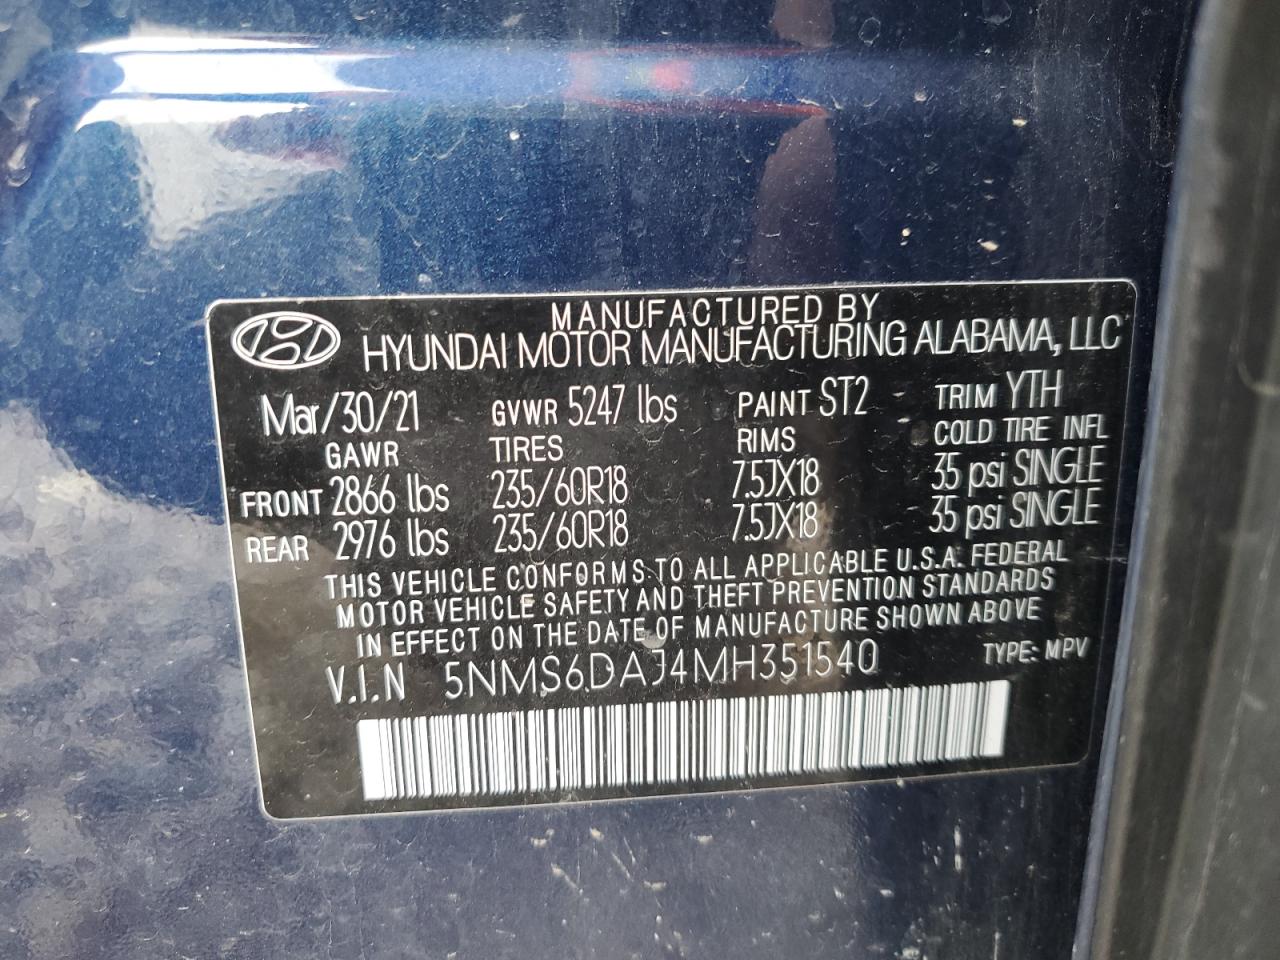 MANUFACTURED BY
HYUNDAI MOTOR MANUFACTURING ALABAMA, LLC
Mar/30/21 GVWR 5247 lbs PAINT ST2 TRIM YTH
GAWR TIRES RIMS COLD TIRE INFL
FRONT 2866 lbs 235/60R18 7.5JX18 35 psi SINGLE
REAR 2976 lbs 235/60R18 7.5JX18 35 psi SINGLE
THIS VEHICLE CONFORMS TO ALL APPLICABLE U.S.A. FEDERAL
MOTOR VEHICLE SAFETY AND THEFT PREVENTION STANDARDS
IN EFFECT ON THE DATE OF MANUFACTURE SHOWN ABOVE
V.I.N 5NMS6DAJ4MH351540 TYPE: MPV